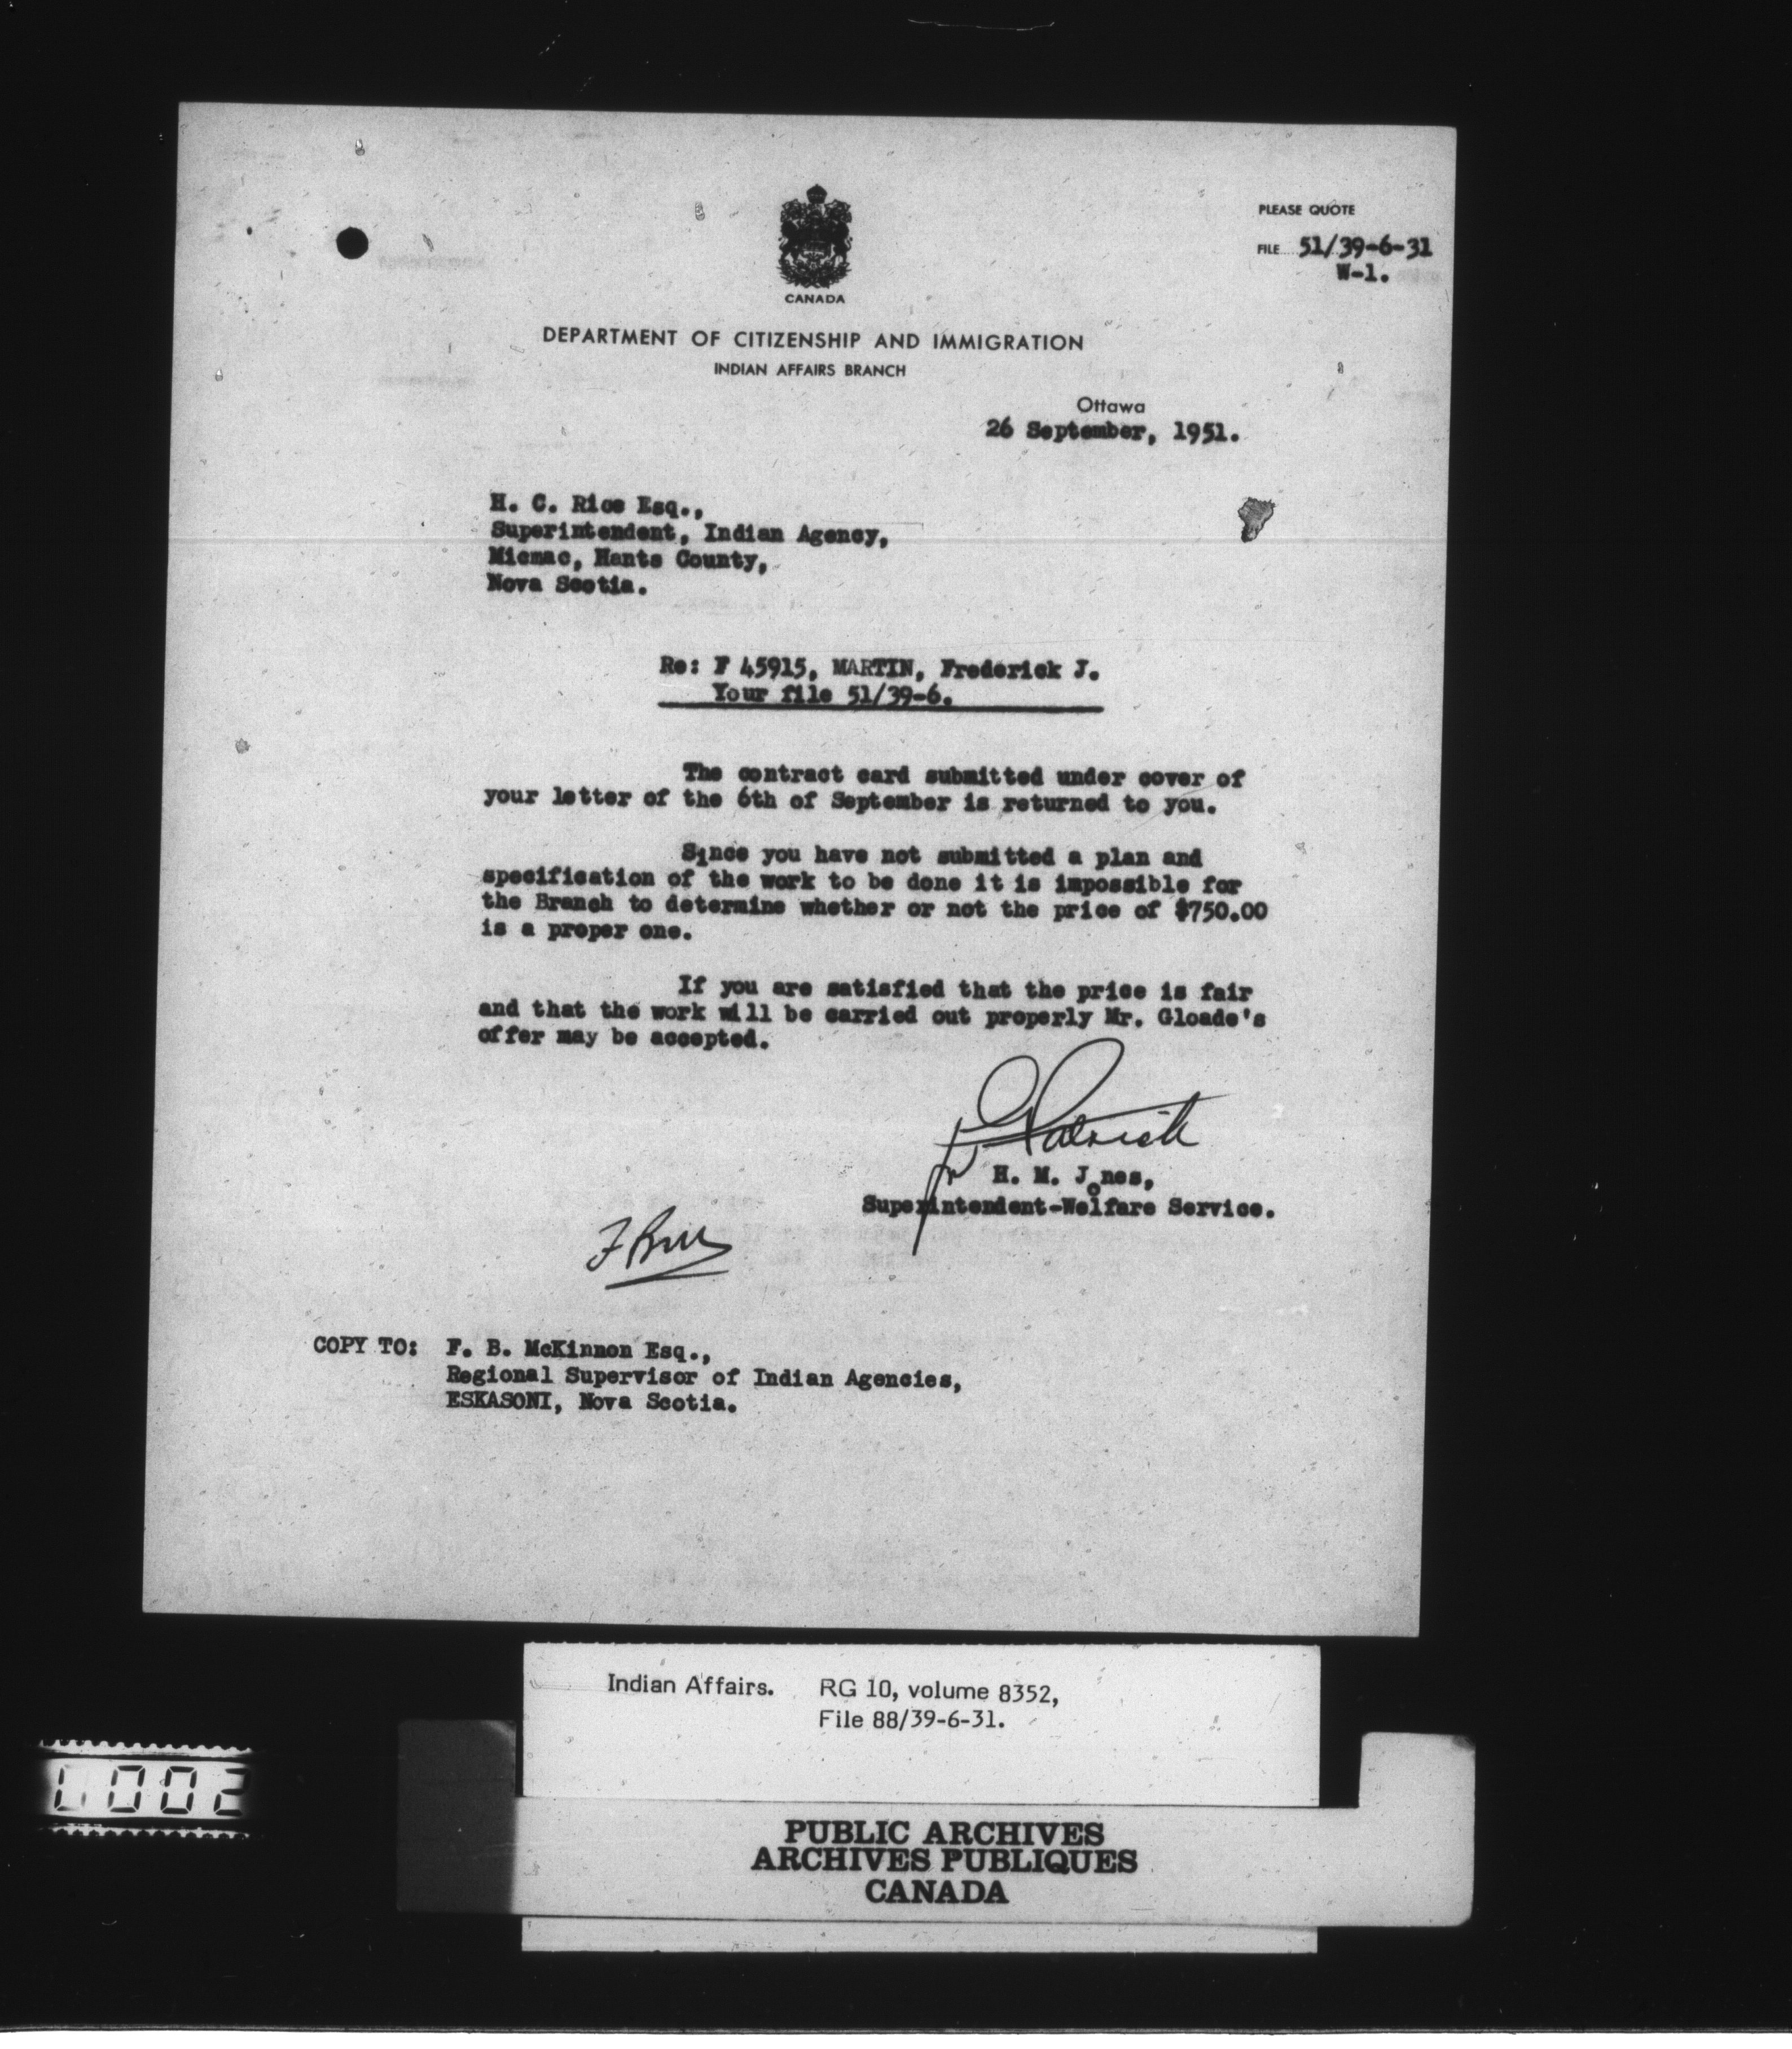 PLEASE QUOTE
FILE 51/39-6-31
W-1.
CANADA
DEPARTMENT OF CITIZENSHIP AND IMMIGRATION
INDIAN AFFAIRS BRANCH
Ottawa
26 September, 1951.
H. C. Rice Esq.,
Superintendent, Indian Agency,
Micmac, Hants County,
Nova Scotia.
Re: F 45915, MARTIN, Frederick J.
Your file 51/39-6.
The contract card submitted under cover of
your letter of the 6th of September is returned to you.
Since you have not submitted a plan and
specification of the work to be done it is impossible for
the Branch to determine whether or not the price of $750.00
is a proper one.
If you are satisfied that the price is fair
and that the work will be carried out properly Mr. Gloade's
offer may be accepted.
Patrick
H. M. Jones,
Superintendent-Welfare Service.
COPY TO: F. B. McKinnon Esq.,
Regional Supervisor of Indian Agencies,
ESKASONI, Nova Scotia.
Indian Affairs. RG 10, volume 8352,
File 88/39-6-31.
PUBLIC ARCHIVES
ARCHIVES PUBLIQUES
CANADA